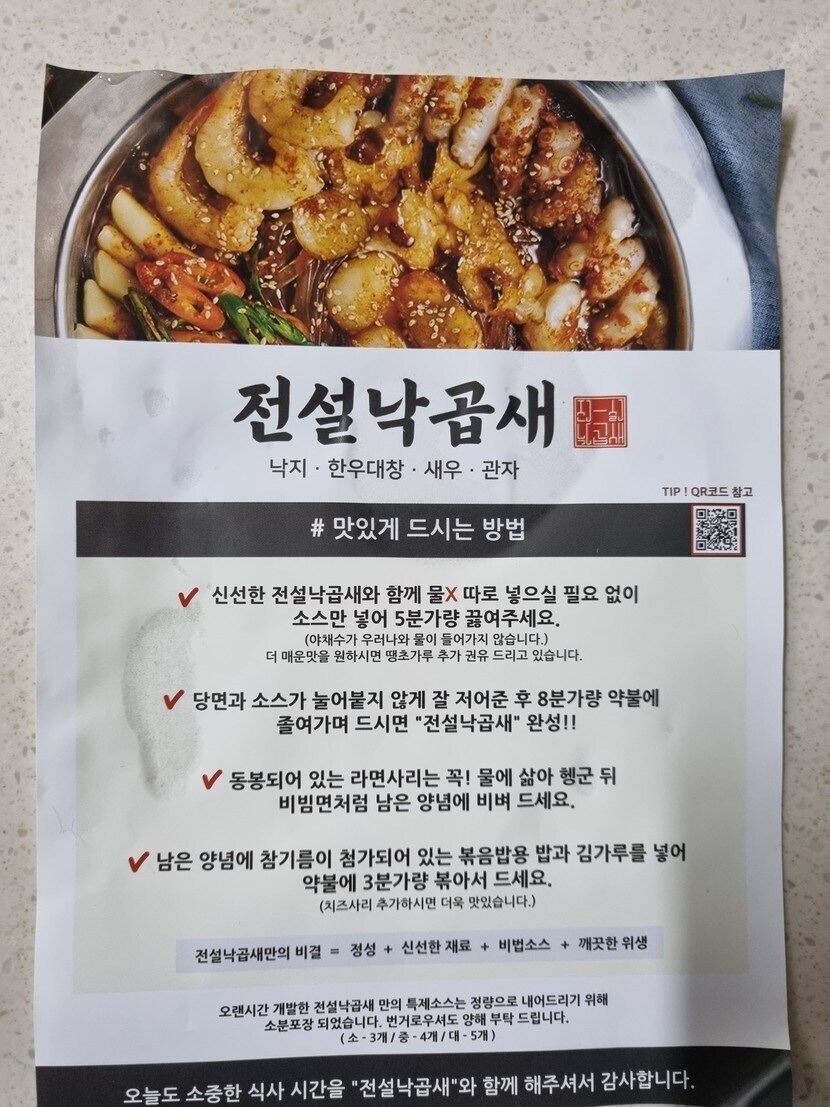 전설낙곱새
전설
낙곱새
낙지 · 한우대창 · 새우 · 관자
TIP ! QR코드 참고
# 맛있게 드시는 방법
✔ 신선한 전설낙곱새와 함께 물X 따로 넣으실 필요 없이
소스만 넣어 5분가량 끓여주세요.
(야채수가 우러나와 물이 들어가지 않습니다.)
더 매운맛을 원하시면 땡초가루 추가 권유 드리고 있습니다.
✔ 당면과 소스가 눌어붙지 않게 잘 저어준 후 8분가량 약불에
졸여가며 드시면 "전설낙곱새" 완성!!
✔ 동봉되어 있는 라면사리는 꼭! 물에 삶아 헹군 뒤
비빔면처럼 남은 양념에 비벼 드세요.
✔ 남은 양념에 참기름이 첨가되어 있는 볶음밥용 밥과 김가루를 넣어
약불에 3분가량 볶아서 드세요.
(치즈사리 추가하시면 더욱 맛있습니다.)
전설낙곱새만의 비결 = 정성 + 신선한 재료 + 비법소스 + 깨끗한 위생
오랜시간 개발한 전설낙곱새 만의 특제소스는 정량으로 내어드리기 위해
소분포장 되었습니다. 번거로우셔도 양해 부탁 드립니다.
( 소 - 3개 / 중 - 4개 / 대 - 5개 )
오늘도 소중한 식사 시간을 "전설낙곱새"와 함께 해주셔서 감사합니다.